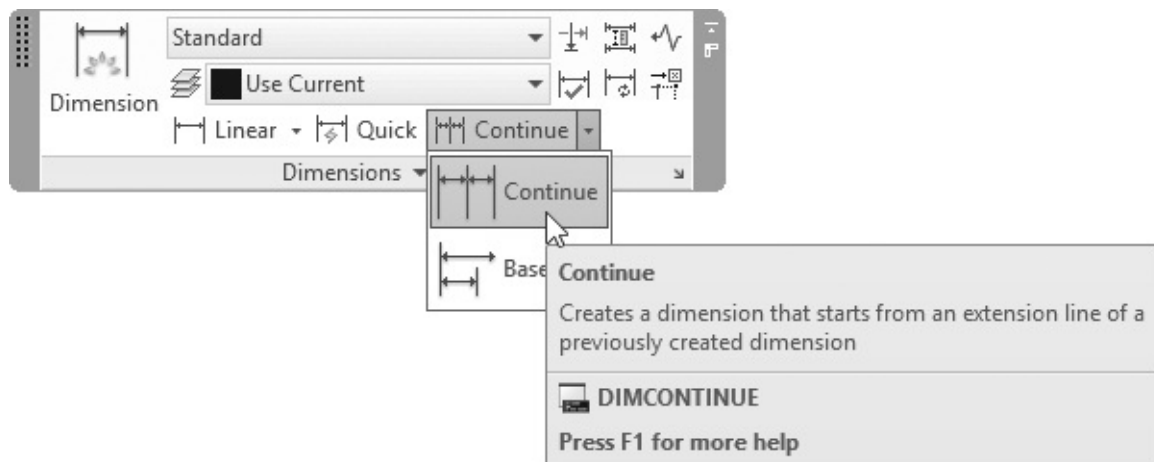 Standard
Dimension
Use Current
Linear Quick Continue
Dimensions
Continue
Base
Continue
Creates a dimension that starts from an extension line of a
previously created dimension
DIMCONTINUE
Press F1 for more help